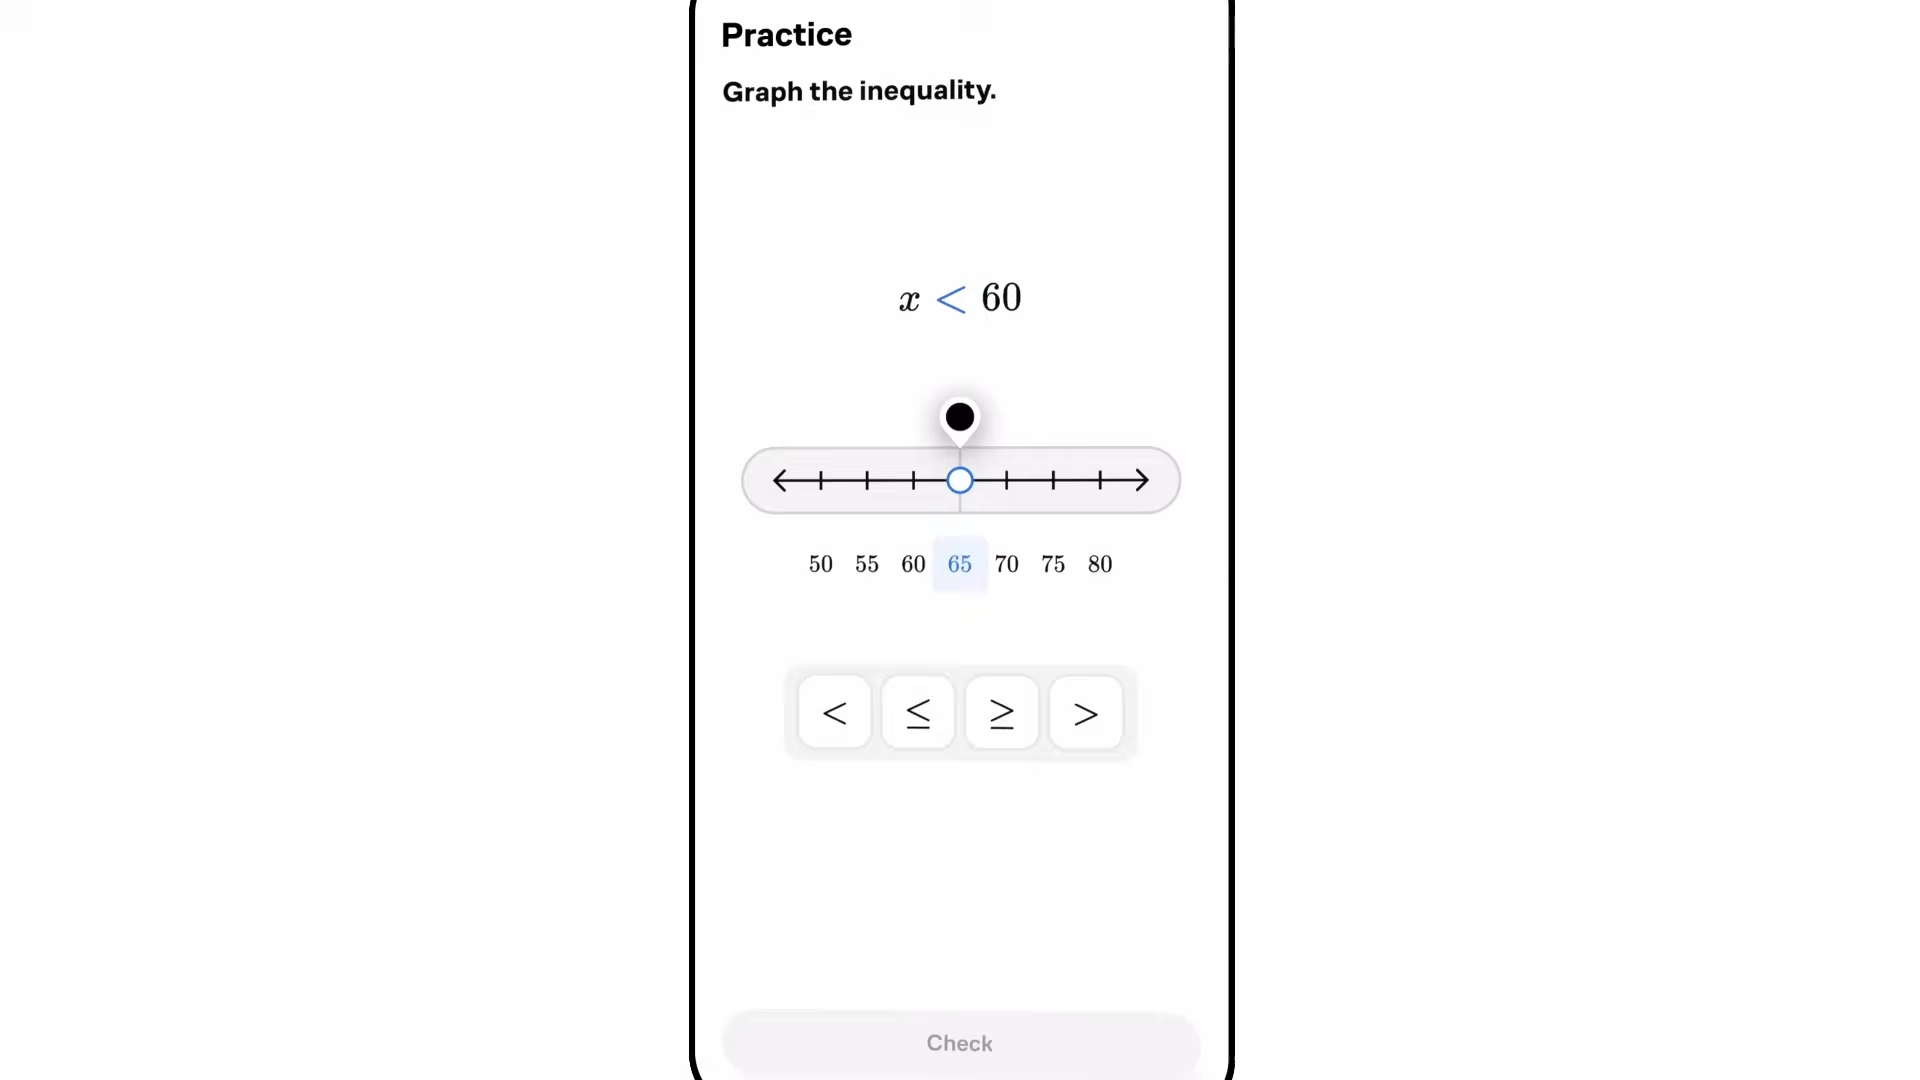 Practice
Graph the inequality.
x < 60
50 55 60 65 70 75 80
< ≤ ≥ >
Check